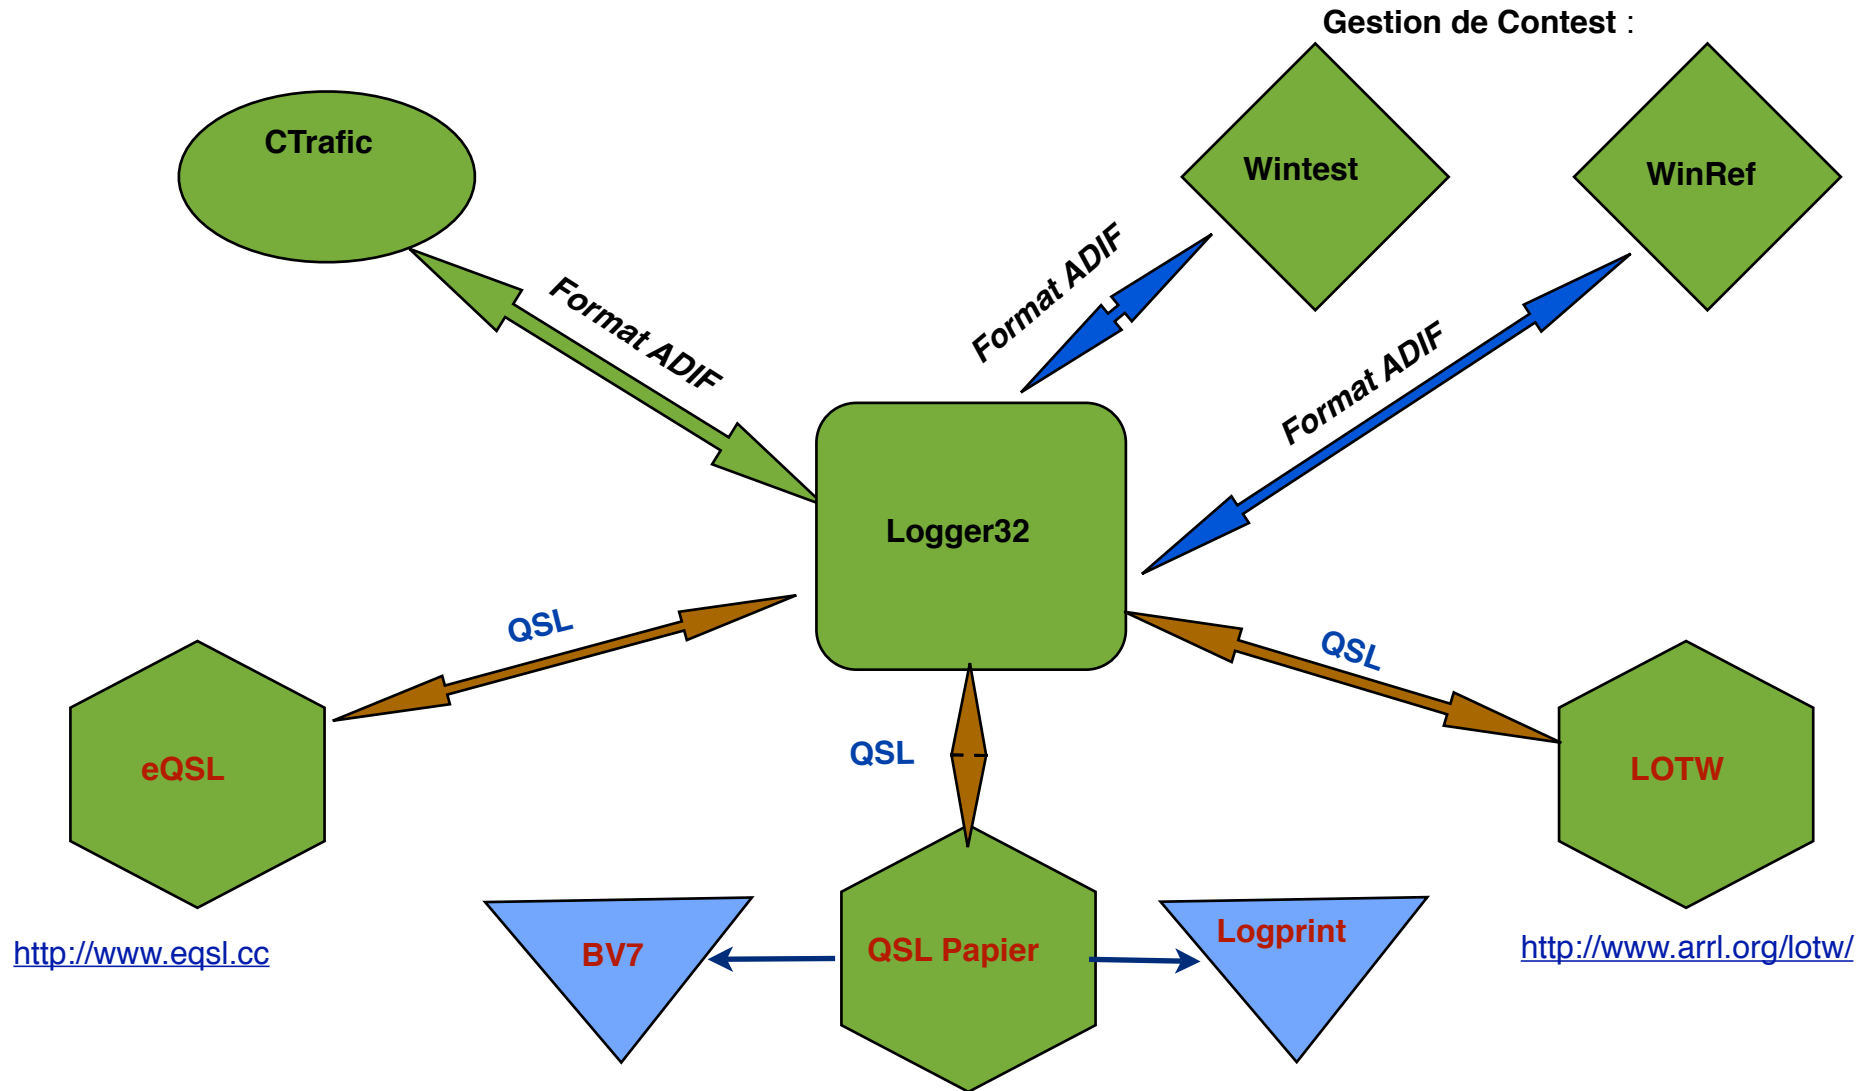 Gestion de Contest :
CTrafic
Wintest
WinRef
Format ADIF
Format ADIF
Format ADIF
Logger32
QSL
QSL
QSL
eQSL
LOTW
BV7
QSL Papier
Logprint
http://www.eqsl.cc
http://www.arrl.org/lotw/